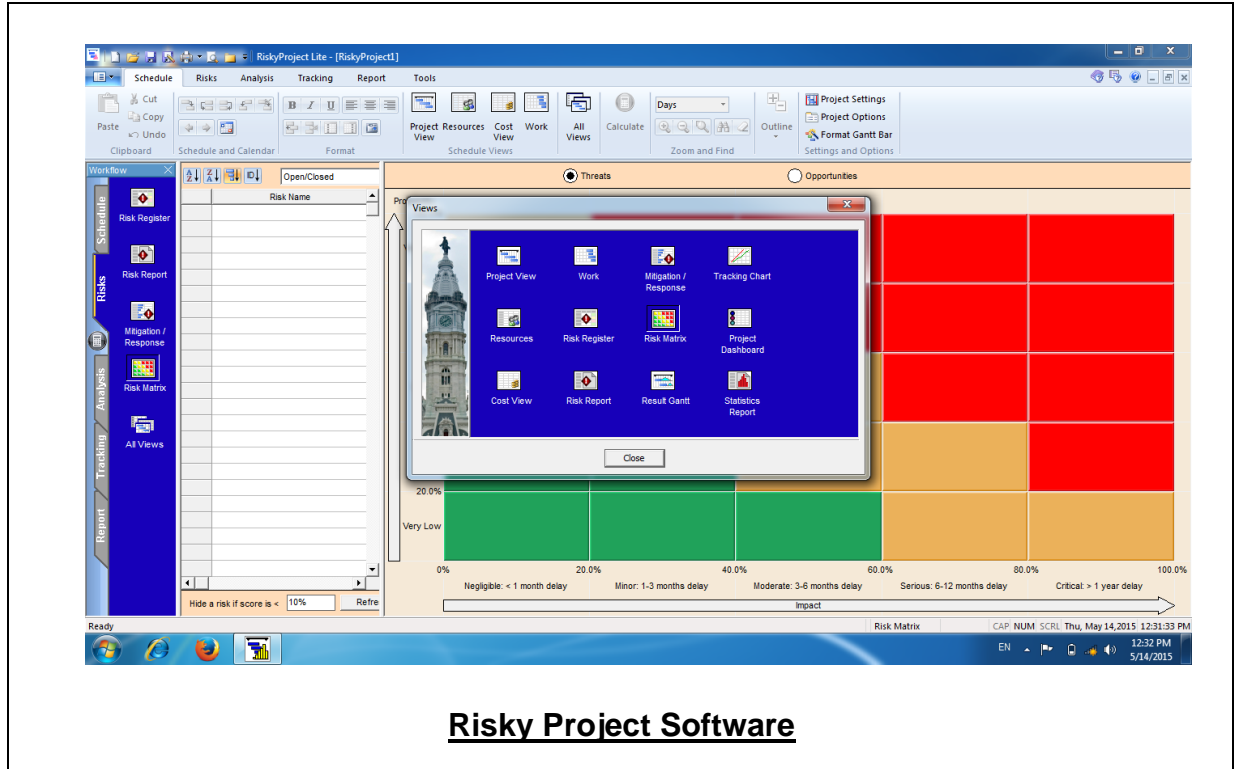 RiskyProject Lite - [RiskyProject1]
Schedule Risks Analysis Tracking Report Tools
Cut
Copy
Paste
Undo
Clipboard
Schedule and Calendar
B I U
Format
Project View
Resources
Cost View
Work
Schedule Views
All Views
Calculate
Days
Zoom and Find
Outline
Project Settings
Project Options
Format Gantt Bar
Settings and Options
Workflow
Schedule
Risks
Analysis
Tracking
Report
Risk Register
Risk Report
Mitigation /
Response
Risk Matrix
All Views
Open/Closed
Risk Name
Hide a risk if score is < 10% Refre
Threats
Opportunities
Views
Project View Work Mitigation / Response Tracking Chart
Resources Risk Register Risk Matrix Project Dashboard
Cost View Risk Report Result Gantt Statistics Report
Close
20.0%
Very Low
0% 20.0% 40.0% 60.0% 80.0% 100.0%
Negligible: < 1 month delay Minor: 1-3 months delay Moderate: 3-6 months delay Serious: 6-12 months delay Critical: > 1 year delay
Impact
Ready
Risk Matrix
CAP NUM SCRL Thu, May 14,2015 12:31:33 PM
EN
12:32 PM
5/14/2015
Risky Project Software